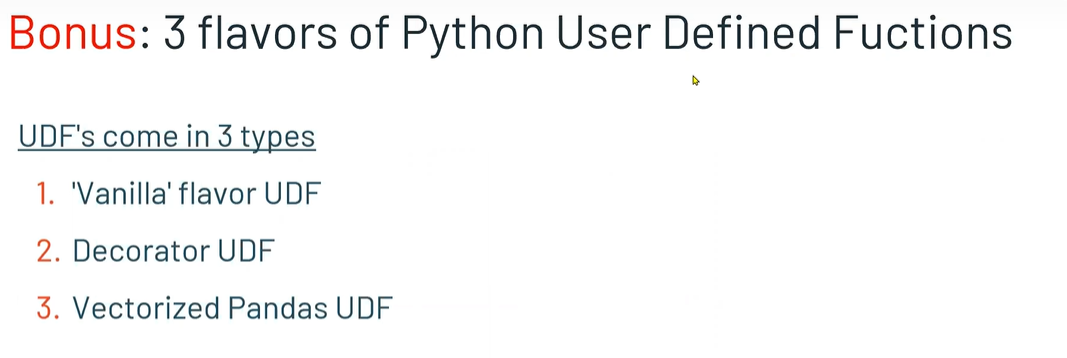 Bonus: 3 flavors of Python User Defined Fuctions
UDF's come in 3 types
1. 'Vanilla' flavor UDF
2. Decorator UDF
3. Vectorized Pandas UDF